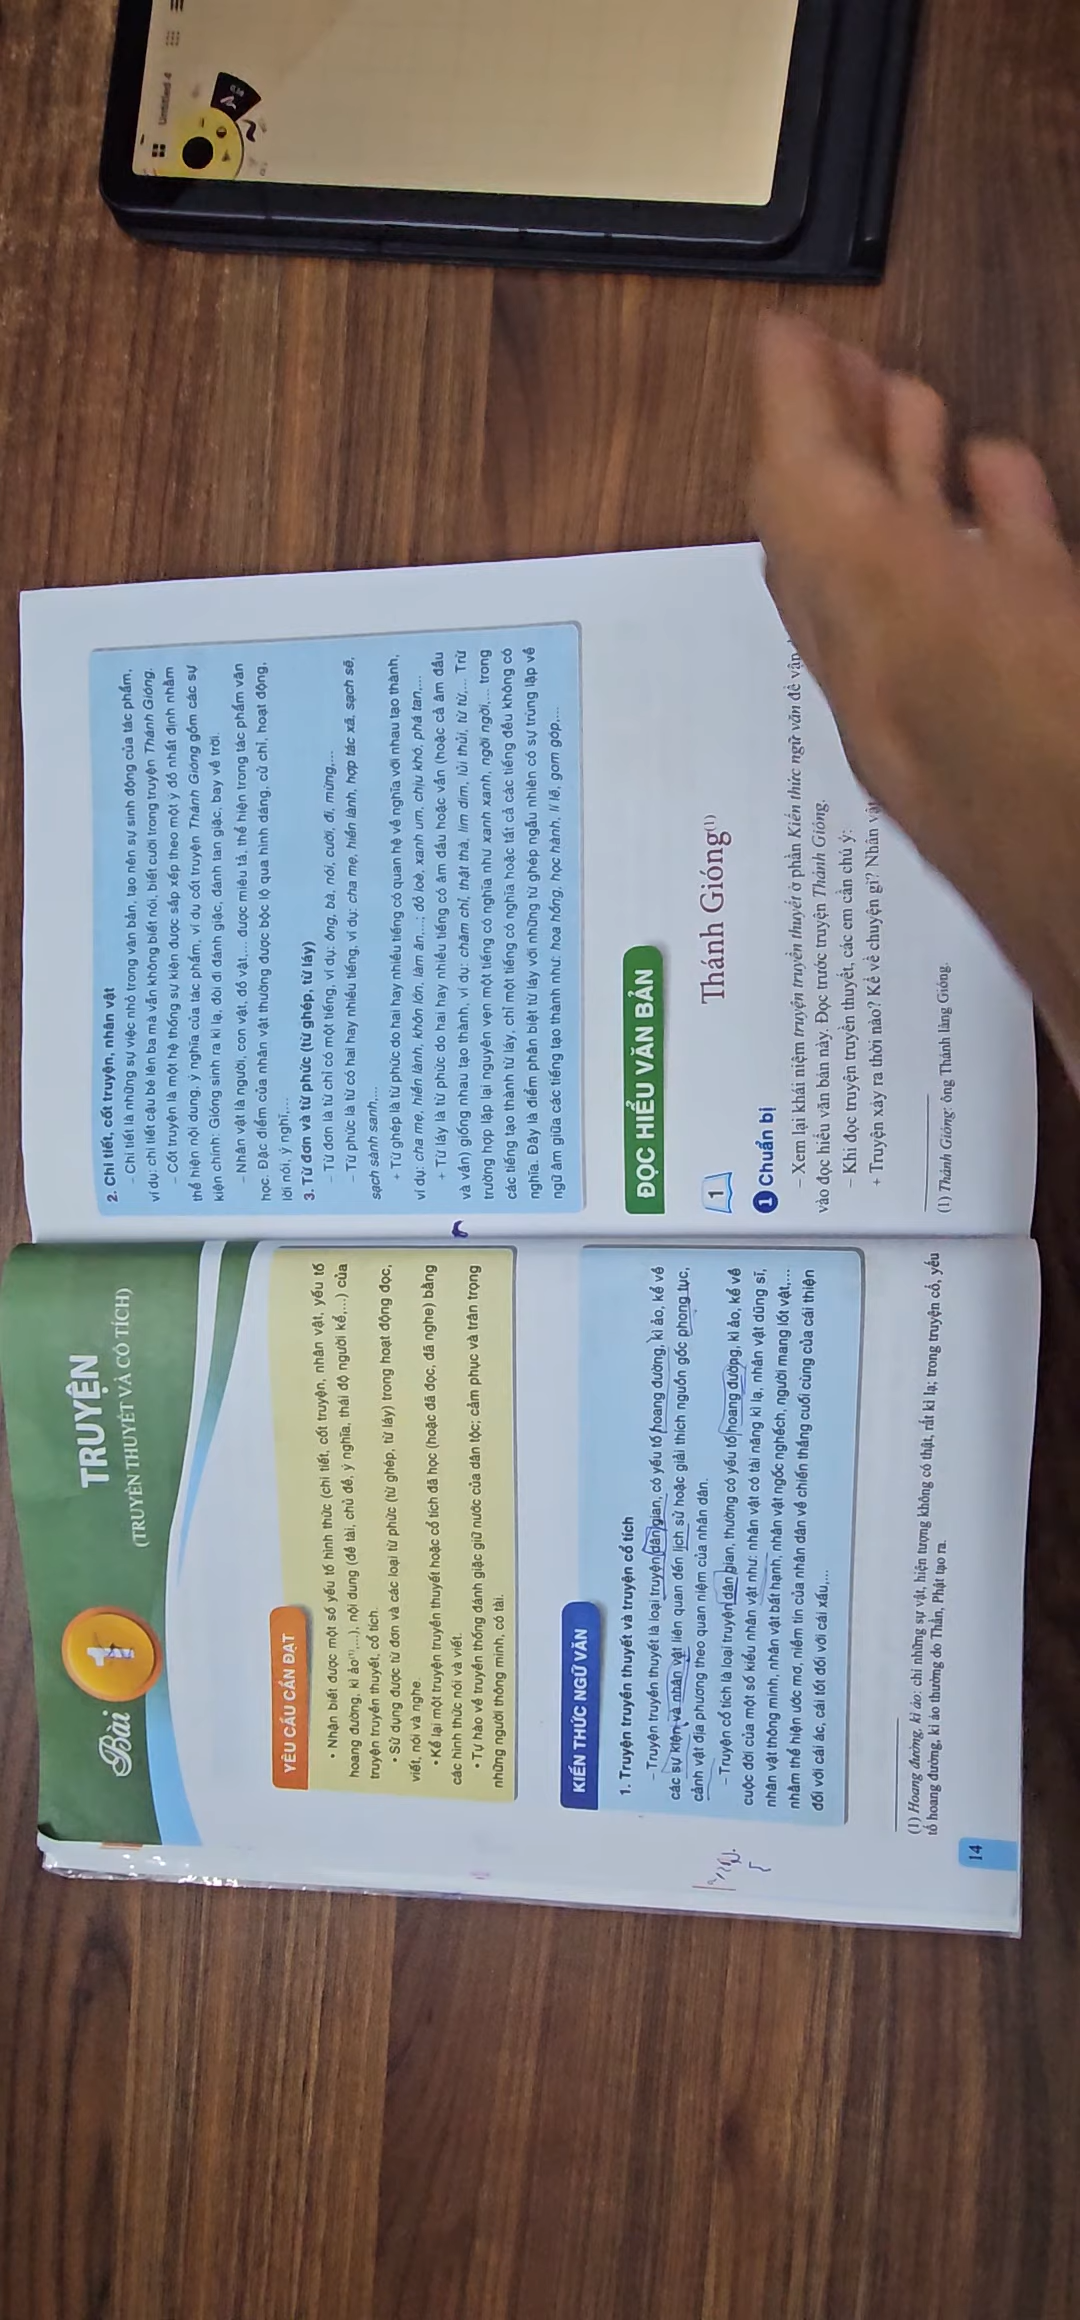 Bài
1
TRUYỆN
(TRUYỀN THUYẾT VÀ CỔ TÍCH)
YÊU CẦU CẦN ĐẠT
• Nhận biết được một số yếu tố hình thức (chi tiết, cốt truyện, nhân vật, yếu tố
hoang đường, kì ảo⁽¹⁾,...), nội dung (đề tài, chủ đề, ý nghĩa, thái độ người kể,...) của
truyện truyền thuyết, cổ tích.
• Sử dụng được từ đơn và các loại từ phức (từ ghép, từ láy) trong hoạt động đọc,
viết, nói và nghe.
• Kể lại một truyện truyền thuyết hoặc cổ tích đã học (hoặc đã đọc, đã nghe) bằng
các hình thức nói và viết.
• Tự hào về truyền thống đánh giặc giữ nước của dân tộc; cảm phục và trân trọng
những người thông minh, có tài.
KIẾN THỨC NGỮ VĂN
1. Truyện truyền thuyết và truyện cổ tích
– Truyện truyền thuyết là loại truyện dân gian, có yếu tố hoang đường, kì ảo, kể về
các sự kiện và nhân vật liên quan đến lịch sử hoặc giải thích nguồn gốc phong tục,
cảnh vật địa phương theo quan niệm của nhân dân.
– Truyện cổ tích là loại truyện dân gian, thường có yếu tố hoang đường, kì ảo, kể về
cuộc đời của một số kiểu nhân vật như: nhân vật có tài năng kì lạ, nhân vật dũng sĩ,
nhân vật thông minh, nhân vật bất hạnh, nhân vật ngốc nghếch, người mang lốt vật,...
nhằm thể hiện ước mơ, niềm tin của nhân dân về chiến thắng cuối cùng của cái thiện
đối với cái ác, cái tốt đối với cái xấu,...
(1) Hoang đường, kì ảo: chỉ những sự vật, hiện tượng không có thật, rất kì lạ; trong truyện cổ, yếu
tố hoang đường, kì ảo thường do Thần, Phật tạo ra.
14
2. Chi tiết, cốt truyện, nhân vật
– Chi tiết là những sự việc nhỏ trong văn bản, tạo nên sự sinh động của tác phẩm,
ví dụ: chi tiết cậu bé lên ba mà vẫn không biết nói, biết cười trong truyện Thánh Gióng.
– Cốt truyện là một hệ thống sự kiện được sắp xếp theo một ý đồ nhất định nhằm
thể hiện nội dung, ý nghĩa của tác phẩm, ví dụ cốt truyện Thánh Gióng gồm các sự
kiện chính: Gióng sinh ra kì lạ, đòi đi đánh giặc, đánh tan giặc, bay về trời.
– Nhân vật là người, con vật, đồ vật,... được miêu tả, thể hiện trong tác phẩm văn
học. Đặc điểm của nhân vật thường được bộc lộ qua hình dáng, cử chỉ, hoạt động,
lời nói, ý nghĩ,...
3. Từ đơn và từ phức (từ ghép, từ láy)
– Từ đơn là từ chỉ có một tiếng, ví dụ: ông, bà, nói, cười, đi, mừng,...
– Từ phức là từ có hai hay nhiều tiếng, ví dụ: cha mẹ, hiền lành, hợp tác xã, sạch sẽ,
sạch sành sanh,...
+ Từ ghép là từ phức do hai hay nhiều tiếng có quan hệ về nghĩa với nhau tạo thành,
ví dụ: cha mẹ, hiền lành, khôn lớn, làm ăn,...; đỏ loè, xanh um, chịu khó, phá tan,...
+ Từ láy là từ phức do hai hay nhiều tiếng có âm đầu hoặc vần (hoặc cả âm đầu
và vần) giống nhau tạo thành, ví dụ: chăm chỉ, thật thà, lim dim, lủi thủi, từ từ,... Trừ
trường hợp lặp lại nguyên vẹn một tiếng có nghĩa như xanh xanh, ngời ngời,... trong
các tiếng tạo thành từ láy, chỉ một tiếng có nghĩa hoặc tất cả các tiếng đều không có
nghĩa. Đây là điểm phân biệt từ láy với những từ ghép ngẫu nhiên có sự trùng lặp về
ngữ âm giữa các tiếng tạo thành như: hoa hồng, học hành, lí lẽ, gom góp,...
ĐỌC HIỂU VĂN BẢN
1
Thánh Gióng⁽¹⁾
1 Chuẩn bị
– Xem lại khái niệm truyện truyền thuyết ở phần Kiến thức ngữ văn để vận
vào đọc hiểu văn bản này. Đọc trước truyện Thánh Gióng.
– Khi đọc truyện truyền thuyết, các em cần chú ý:
+ Truyện xảy ra thời nào? Kể về chuyện gì? Nhân vật
(1) Thánh Gióng: ông Thánh làng Gióng.
Untitled 4